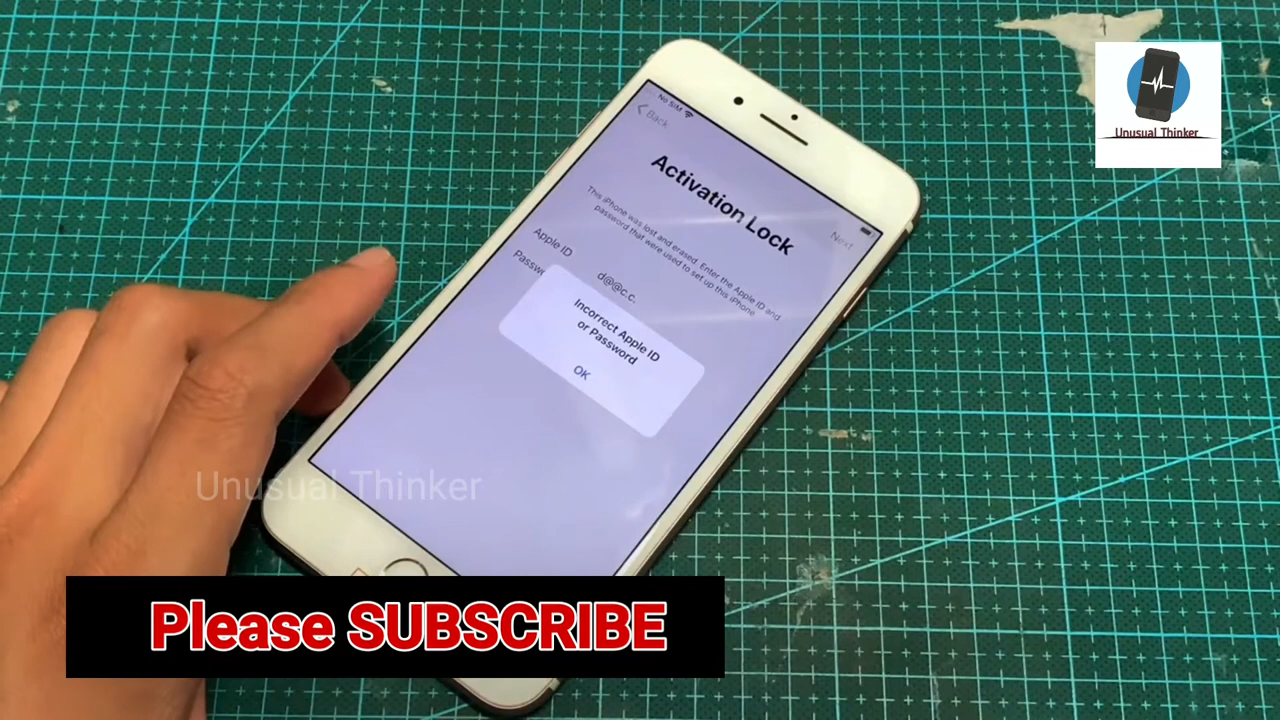 No SIM
Back
Next
Activation Lock
This iPhone was lost and erased. Enter the Apple ID and
password that were used to set up this iPhone.
Apple ID
d@@c.c.
Passw
Incorrect Apple ID
or Password
OK
Unusual Thinker
Unusual Thinker
Please SUBSCRIBE